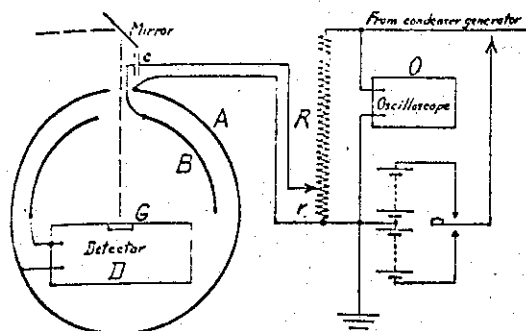 Mirror
From condenser generator
c
O
Oscilloscope
A
R
B
G
r
Detector
D